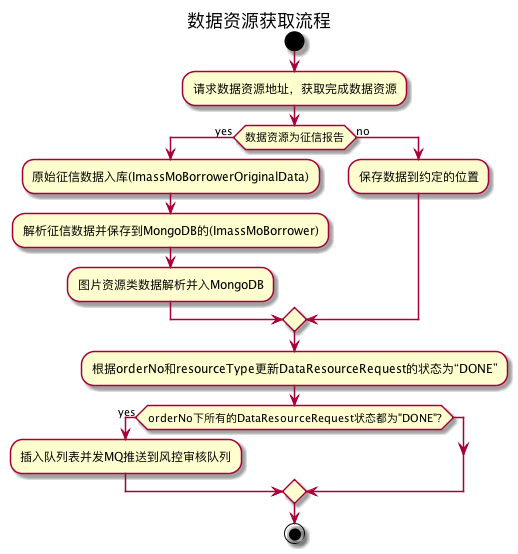 数据资源获取流程
请求数据资源地址，获取完成数据资源
yes
数据资源为征信报告
no
原始征信数据入库(ImassMoBorrowerOriginalData)
保存数据到约定的位置
解析征信数据并保存到MongoDB的(ImassMoBorrower)
图片资源类数据解析并入MongoDB
根据orderNo和resourceType更新DataResourceRequest的状态为“DONE”
yes
orderNo下所有的DataResourceRequest状态都为"DONE"?
插入队列表并发MQ推送到风控审核队列